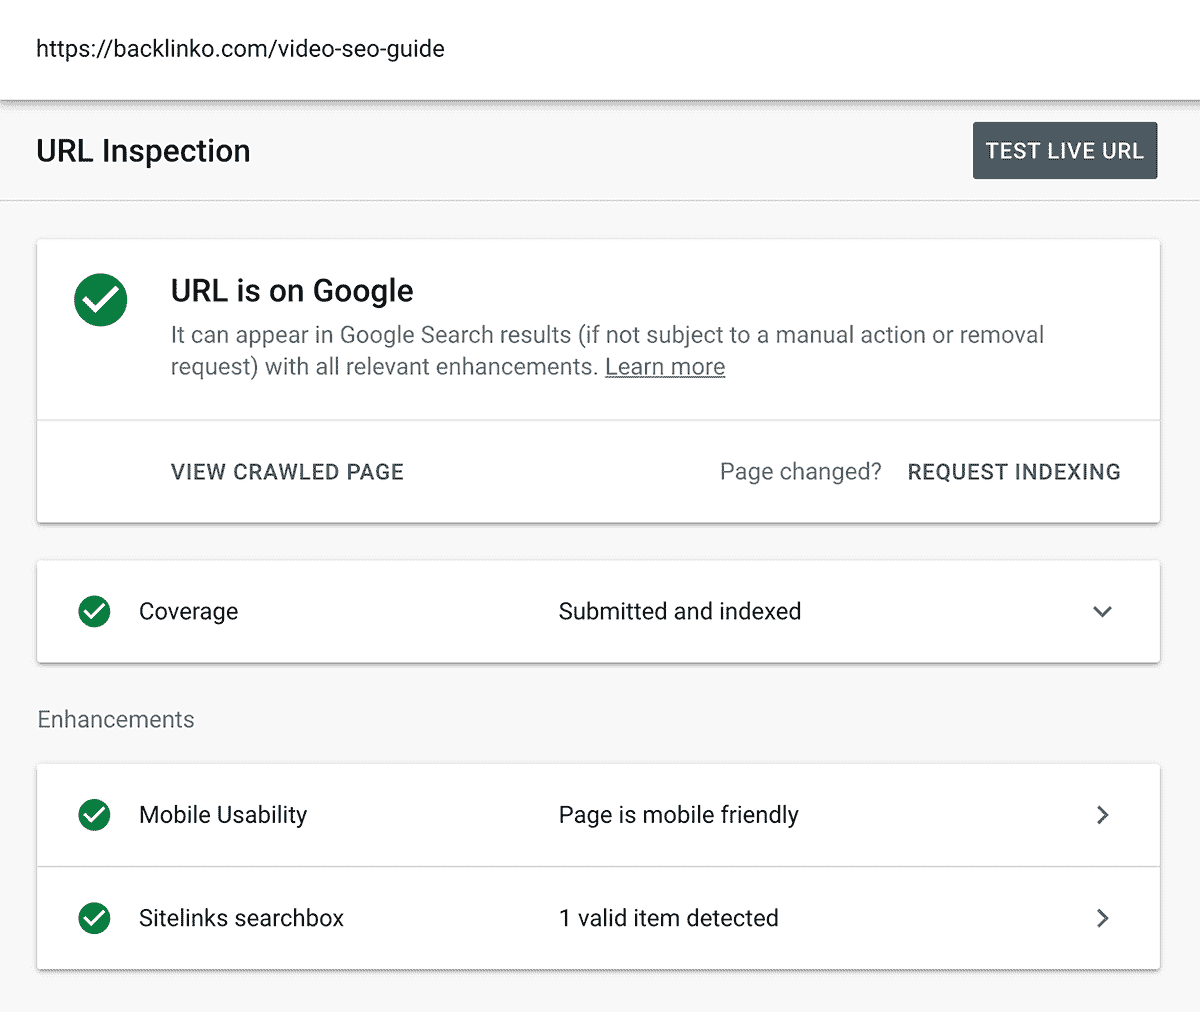 https://backlinko.com/video-seo-guide
URL Inspection
TEST LIVE URL
URL is on Google
It can appear in Google Search results (if not subject to a manual action or removal
request) with all relevant enhancements. Learn more
VIEW CRAWLED PAGE
Page changed? REQUEST INDEXING
Coverage
Submitted and indexed
Enhancements
Mobile Usability
Page is mobile friendly
Sitelinks searchbox
1 valid item detected